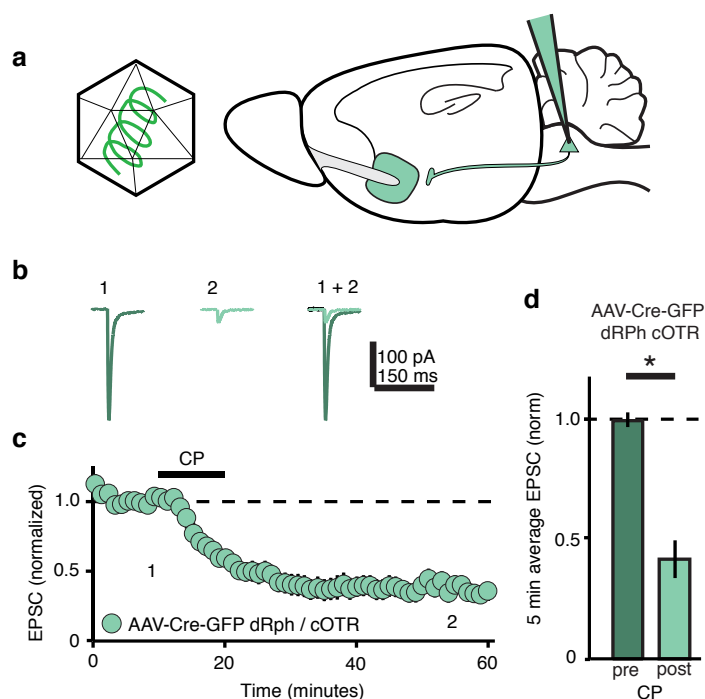 a
b
1
2
1 + 2
100 pA
150 ms
c
CP
EPSC (normalized)
1.0
0.5
0
1
2
AAV-Cre-GFP dRph / cOTR
0
20
40
60
Time (minutes)
d
AAV-Cre-GFP
dRPh cOTR
*
5 min average EPSC (norm)
1.0
0.5
0
pre
post
CP